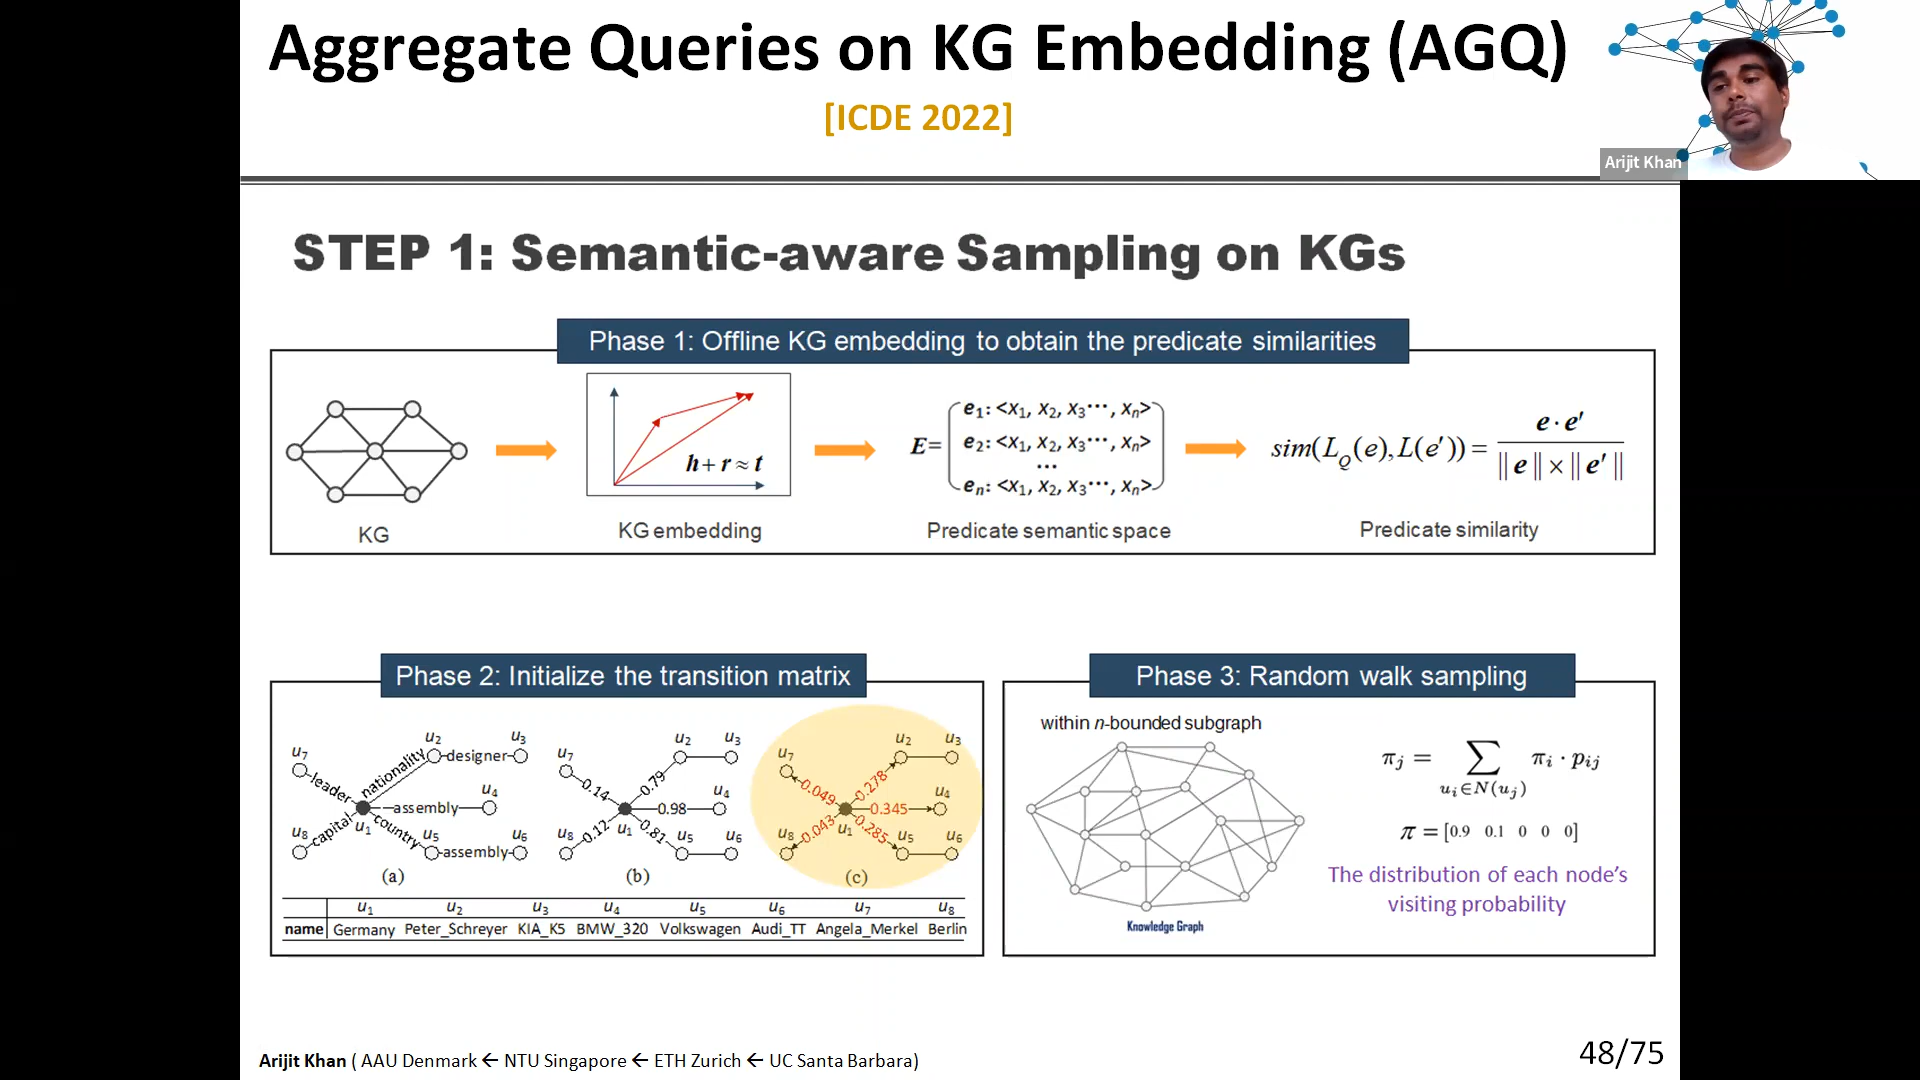 Aggregate Queries on KG Embedding (AGQ)
[ICDE 2022]
Arijit Khan
STEP 1: Semantic-aware Sampling on KGs
Phase 1: Offline KG embedding to obtain the predicate similarities
h + r ≈ t
E=
e1: <x1, x2, x3···, xn>
e2: <x1, x2, x3···, xn>
...
en: <x1, x2, x3···, xn>
sim(LQ(e), L(e')) = e · e' / ||e|| × ||e'||
KG
KG embedding
Predicate semantic space
Predicate similarity
Phase 2: Initialize the transition matrix
u7 u2 u3 u4 u8 u1 u5 u6
leader nationality designer assembly capital country assembly
(a)
u7 u2 u3 u4 u8 u1 u5 u6
0.14 0.79 0.98 0.12 0.81
(b)
u7 u2 u3 u4 u8 u1 u5 u6
0.049 0.278 0.345 0.043 0.285
(c)
u1 u2 u3 u4 u5 u6 u7 u8
name Germany Peter_Schreyer KIA_K5 BMW_320 Volkswagen Audi_TT Angela_Merkel Berlin
Phase 3: Random walk sampling
within n-bounded subgraph
Knowledge Graph
πj = ∑ui∈N(uj) πi · pij
π = [0.9 0.1 0 0 0]
The distribution of each node's
visiting probability
Arijit Khan ( AAU Denmark ← NTU Singapore ← ETH Zurich ← UC Santa Barbara)
48/75